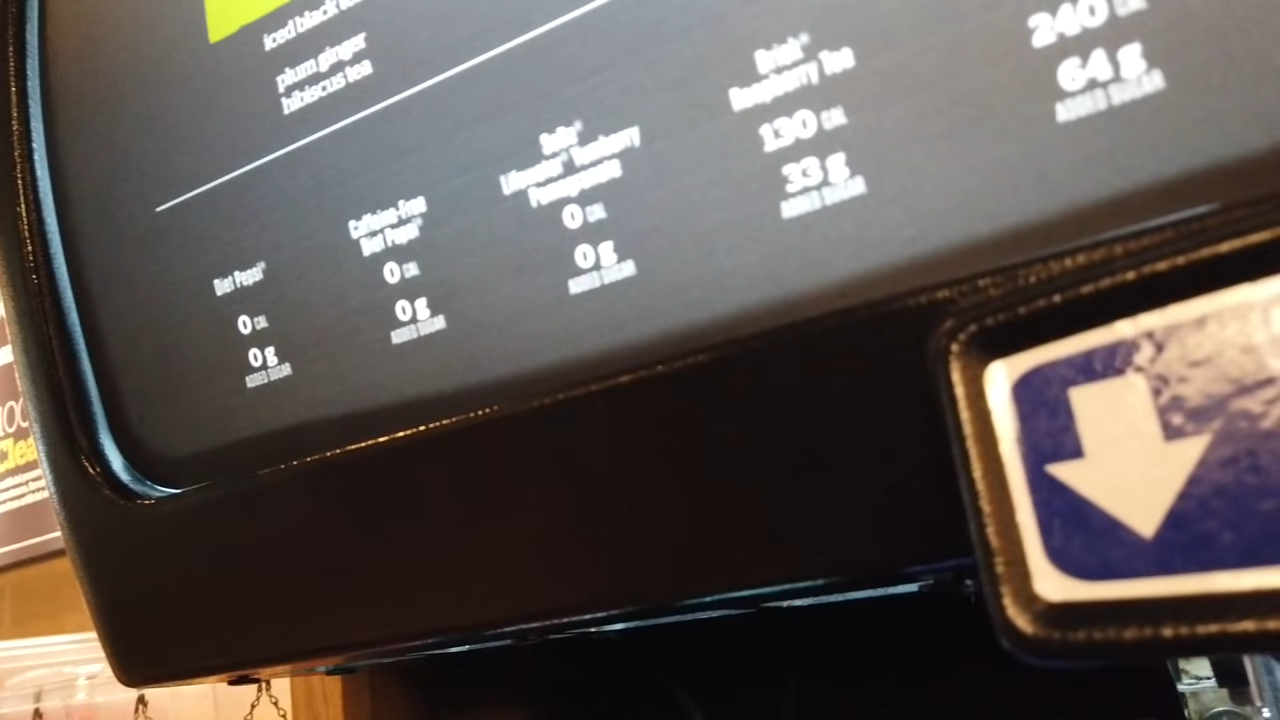 iced black tea
plum ginger
hibiscus tea
Diet Pepsi®
0 CAL
0 g
ADDED SUGAR
Caffeine-Free
Diet Pepsi®
0 CAL
0 g
ADDED SUGAR
SoBe®
Lifewater® Yumberry
Pomegranate
0 CAL
0 g
ADDED SUGAR
Brisk®
Raspberry Tea
130 CAL
33 g
ADDED SUGAR
240 CAL
64 g
ADDED SUGAR